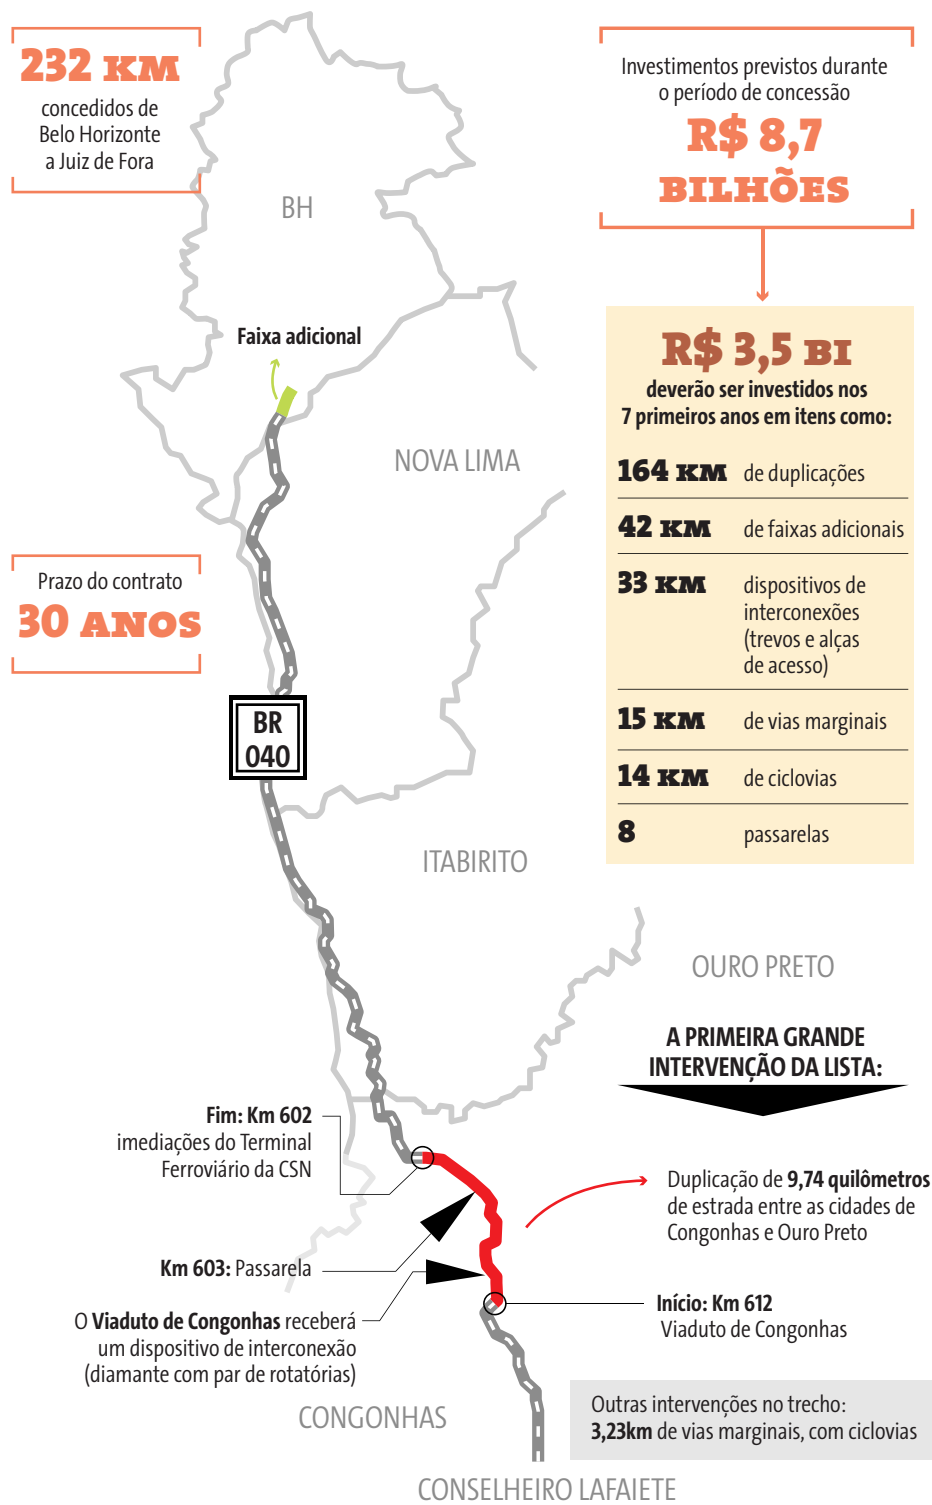 232 KM
concedidos de
Belo Horizonte
a Juiz de Fora
Investimentos previstos durante
o período de concessão
R$ 8,7
BILHÕES
BH
Faixa adicional
R$ 3,5 BI
deverão ser investidos nos
7 primeiros anos em itens como:
164 KM de duplicações
42 KM de faixas adicionais
33 KM dispositivos de
interconexões
(trevos e alças
de acesso)
15 KM de vias marginais
14 KM de ciclovias
8 passarelas
NOVA LIMA
Prazo do contrato
30 ANOS
BR
040
ITABIRITO
OURO PRETO
A PRIMEIRA GRANDE
INTERVENÇÃO DA LISTA:
Fim: Km 602
imediações do Terminal
Ferroviário da CSN
Duplicação de 9,74 quilômetros
de estrada entre as cidades de
Congonhas e Ouro Preto
Km 603: Passarela
O Viaduto de Congonhas receberá
um dispositivo de interconexão
(diamante com par de rotatórias)
Início: Km 612
Viaduto de Congonhas
CONGONHAS
Outras intervenções no trecho:
3,23km de vias marginais, com ciclovias
CONSELHEIRO LAFAIETE